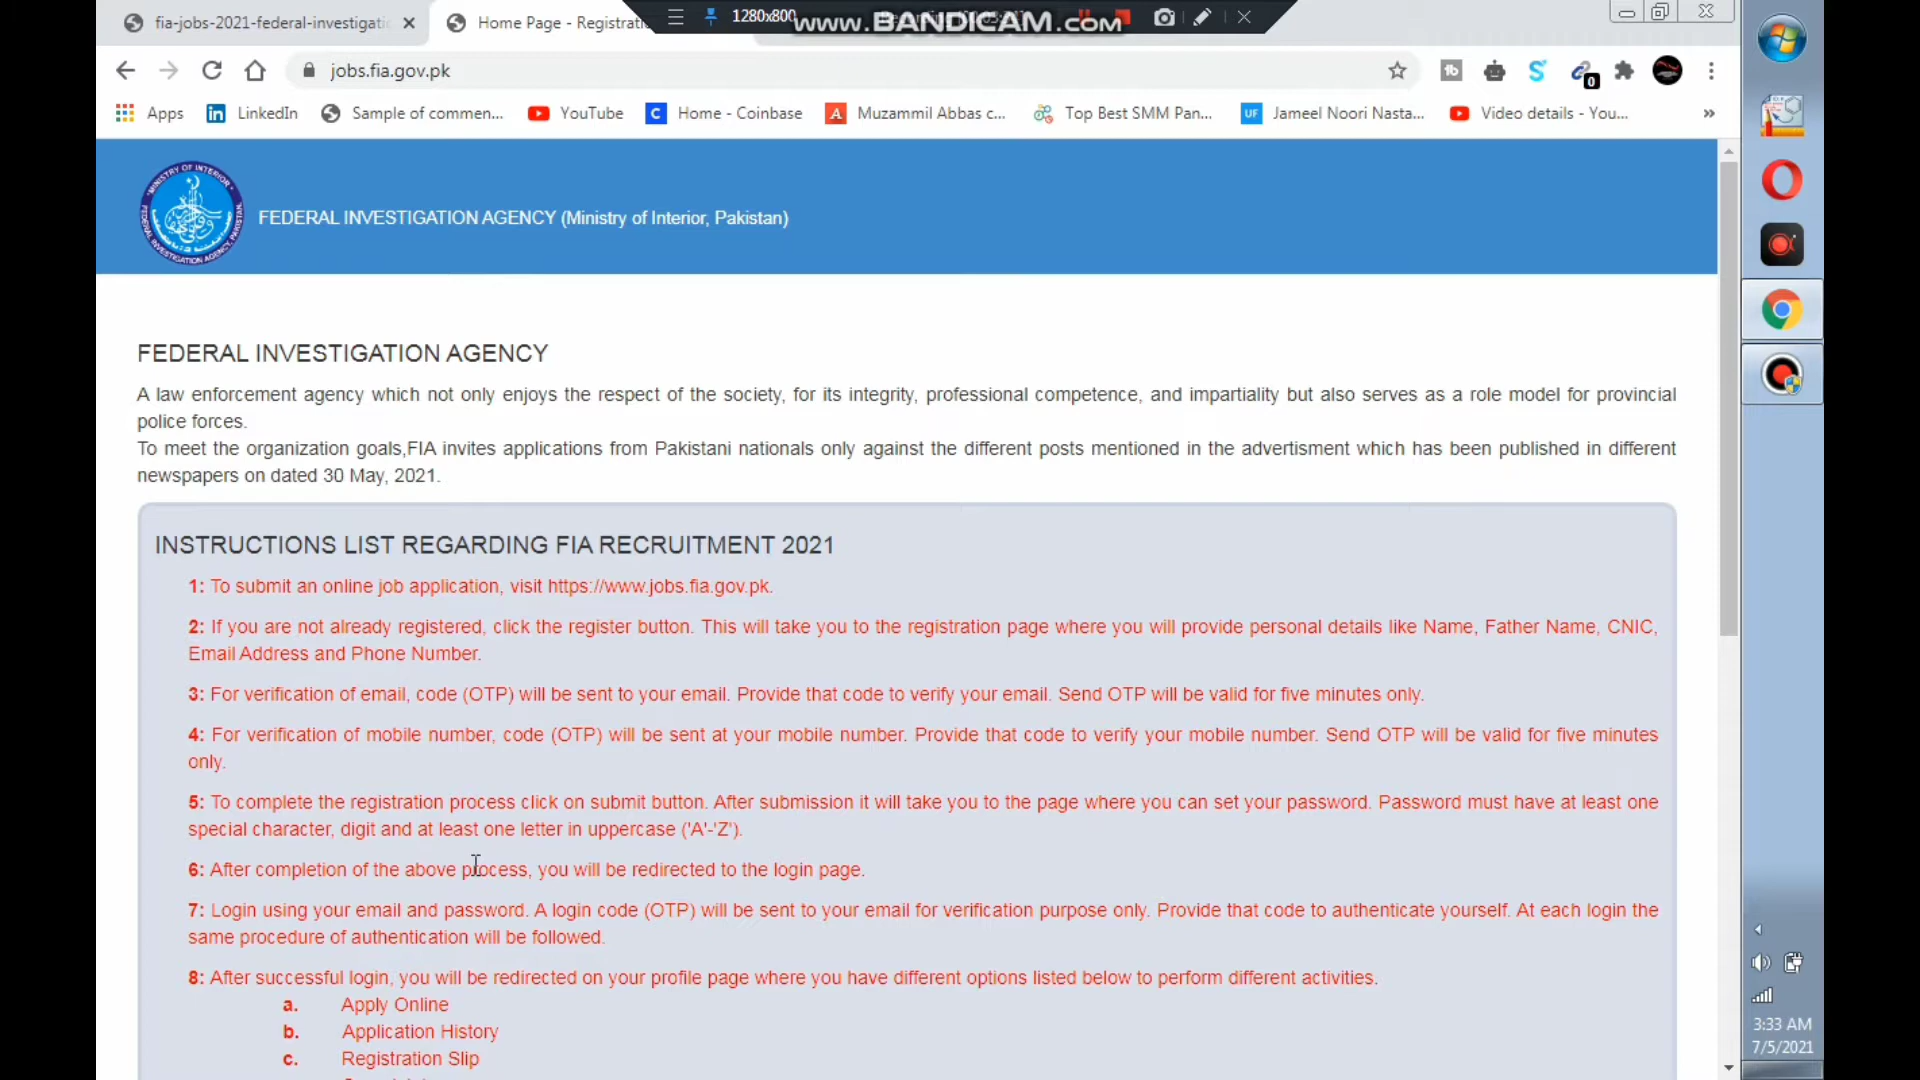 fia-jobs-2021-federal-investigati
Home Page - Registrati
1280x800
WWW.BANDICAM.COM
jobs.fia.gov.pk
tb
0
Apps
LinkedIn
Sample of commen...
YouTube
Home - Coinbase
Muzammil Abbas c...
Top Best SMM Pan...
UF
Jameel Noori Nasta...
Video details - You...
»
MINISTRY OF INTERIOR
FEDERAL INVESTIGATION AGENCY, PAKISTAN
FEDERAL INVESTIGATION AGENCY (Ministry of Interior, Pakistan)
FEDERAL INVESTIGATION AGENCY
A law enforcement agency which not only enjoys the respect of the society, for its integrity, professional competence, and impartiality but also serves as a role model for provincial
police forces.
To meet the organization goals,FIA invites applications from Pakistani nationals only against the different posts mentioned in the advertisment which has been published in different
newspapers on dated 30 May, 2021.
INSTRUCTIONS LIST REGARDING FIA RECRUITMENT 2021
1: To submit an online job application, visit https://www.jobs.fia.gov.pk.
2: If you are not already registered, click the register button. This will take you to the registration page where you will provide personal details like Name, Father Name, CNIC,
Email Address and Phone Number.
3: For verification of email, code (OTP) will be sent to your email. Provide that code to verify your email. Send OTP will be valid for five minutes only.
4: For verification of mobile number, code (OTP) will be sent at your mobile number. Provide that code to verify your mobile number. Send OTP will be valid for five minutes
only.
5: To complete the registration process click on submit button. After submission it will take you to the page where you can set your password. Password must have at least one
special character, digit and at least one letter in uppercase ('A'-'Z').
6: After completion of the above process, you will be redirected to the login page.
7: Login using your email and password. A login code (OTP) will be sent to your email for verification purpose only. Provide that code to authenticate yourself. At each login the
same procedure of authentication will be followed.
8: After successful login, you will be redirected on your profile page where you have different options listed below to perform different activities.
a. Apply Online
b. Application History
c. Registration Slip
3:33 AM
7/5/2021